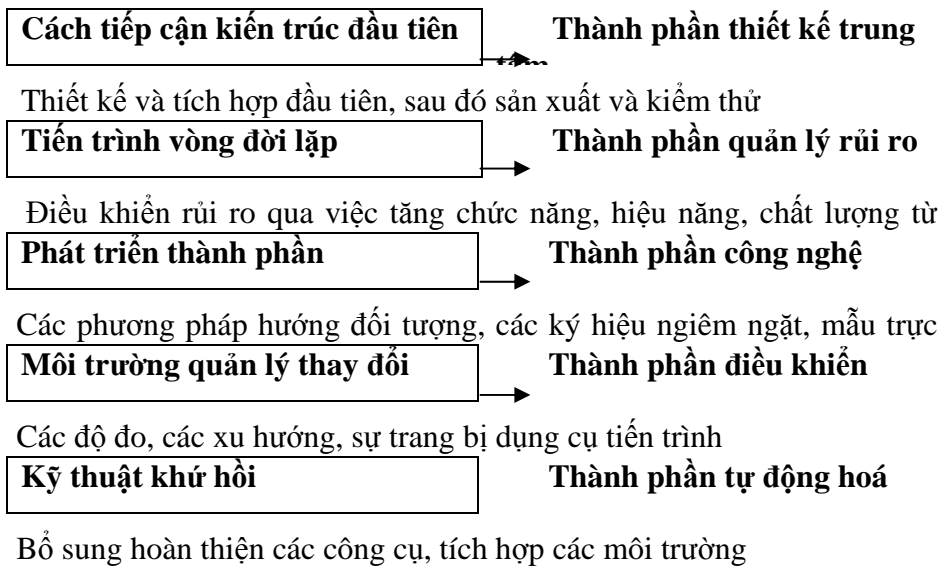 Cách tiếp cận kiến trúc đầu tiên Thành phần thiết kế trung
tâm
Thiết kế và tích hợp đầu tiên, sau đó sản xuất và kiểm thử
Tiến trình vòng đời lặp Thành phần quản lý rủi ro
Điều khiển rủi ro qua việc tăng chức năng, hiệu năng, chất lượng từ
Phát triển thành phần Thành phần công nghệ
Các phương pháp hướng đối tượng, các ký hiệu ngiêm ngặt, mẫu trực
Môi trường quản lý thay đổi Thành phần điều khiển
Các độ đo, các xu hướng, sự trang bị dụng cụ tiến trình
Kỹ thuật khứ hồi Thành phần tự động hoá
Bổ sung hoàn thiện các công cụ, tích hợp các môi trường